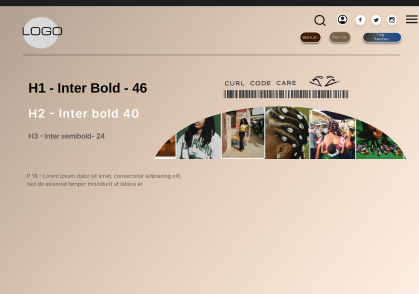 LOGO
H1 - Inter Bold - 46
H2 - Inter bold 40
H3 - Inter semibold- 24
CURL CODE CARE
P 18 - Lorem ipsum dolor sit amet, consectetur adipiscing elit,
sed do eiusmod tempor incididunt ut labore et